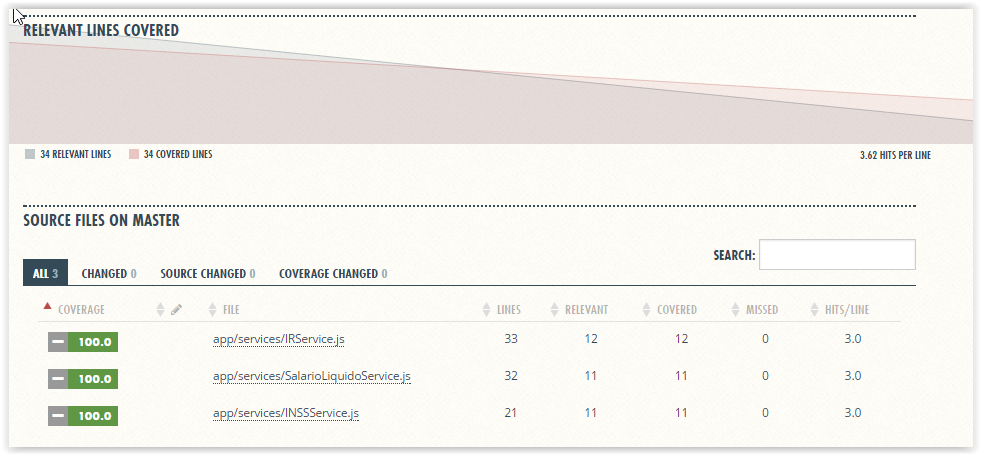 RELEVANT LINES COVERED
34 RELEVANT LINES 34 COVERED LINES 3.62 HITS PER LINE
SOURCE FILES ON MASTER
SEARCH:
ALL 3 CHANGED 0 SOURCE CHANGED 0 COVERAGE CHANGED 0
COVERAGE FILE LINES RELEVANT COVERED MISSED HITS/LINE
100.0 app/services/IRService.js 33 12 12 0 3.0
100.0 app/services/SalarioLiquidoService.js 32 11 11 0 3.0
100.0 app/services/INSSService.js 21 11 11 0 3.0